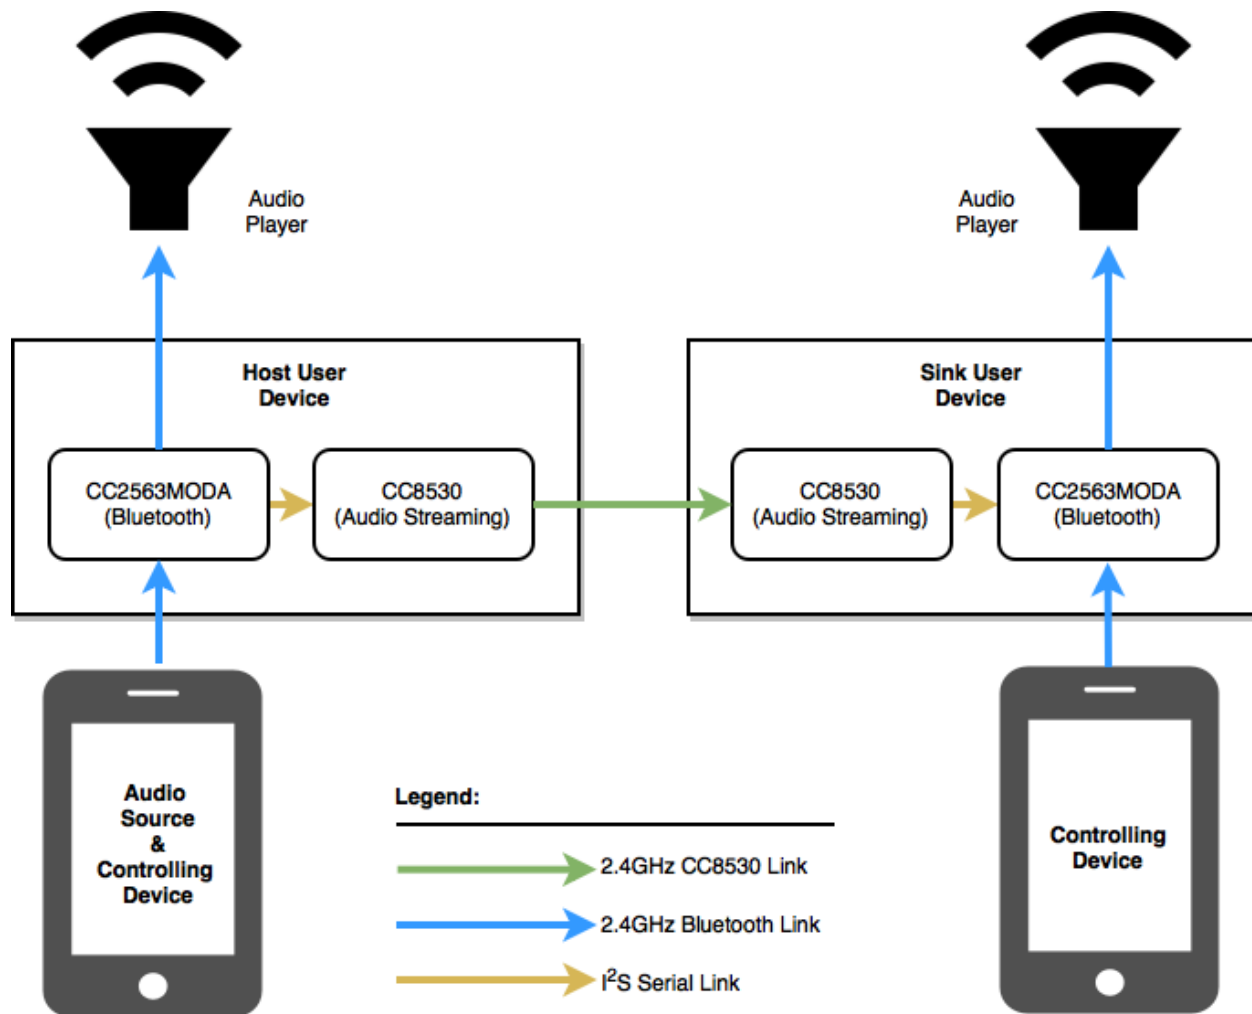 Audio
Player
Audio
Player
Host User
Device
Sink User
Device
CC2563MODA
(Bluetooth)
CC8530
(Audio Streaming)
CC8530
(Audio Streaming)
CC2563MODA
(Bluetooth)
Audio
Source
&
Controlling
Device
Legend:
2.4GHz CC8530 Link
2.4GHz Bluetooth Link
I²S Serial Link
Controlling
Device